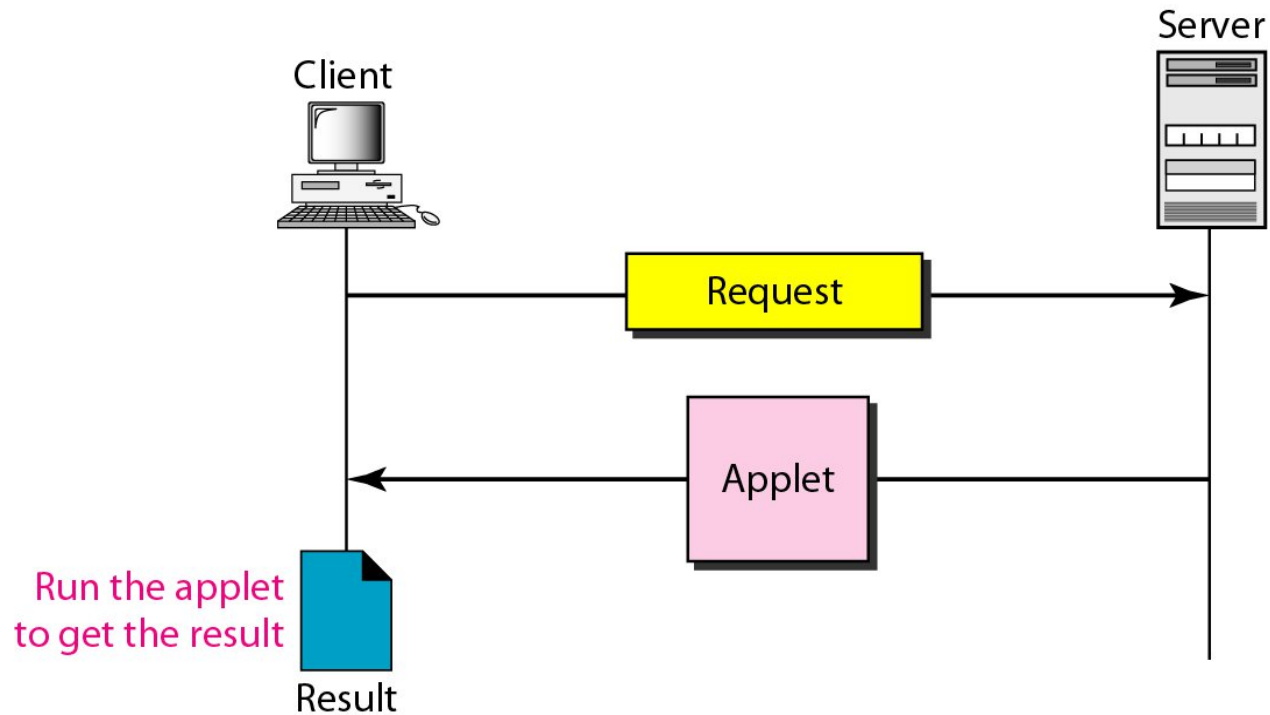 Server
Client
Request
Applet
Run the applet
to get the result
Result